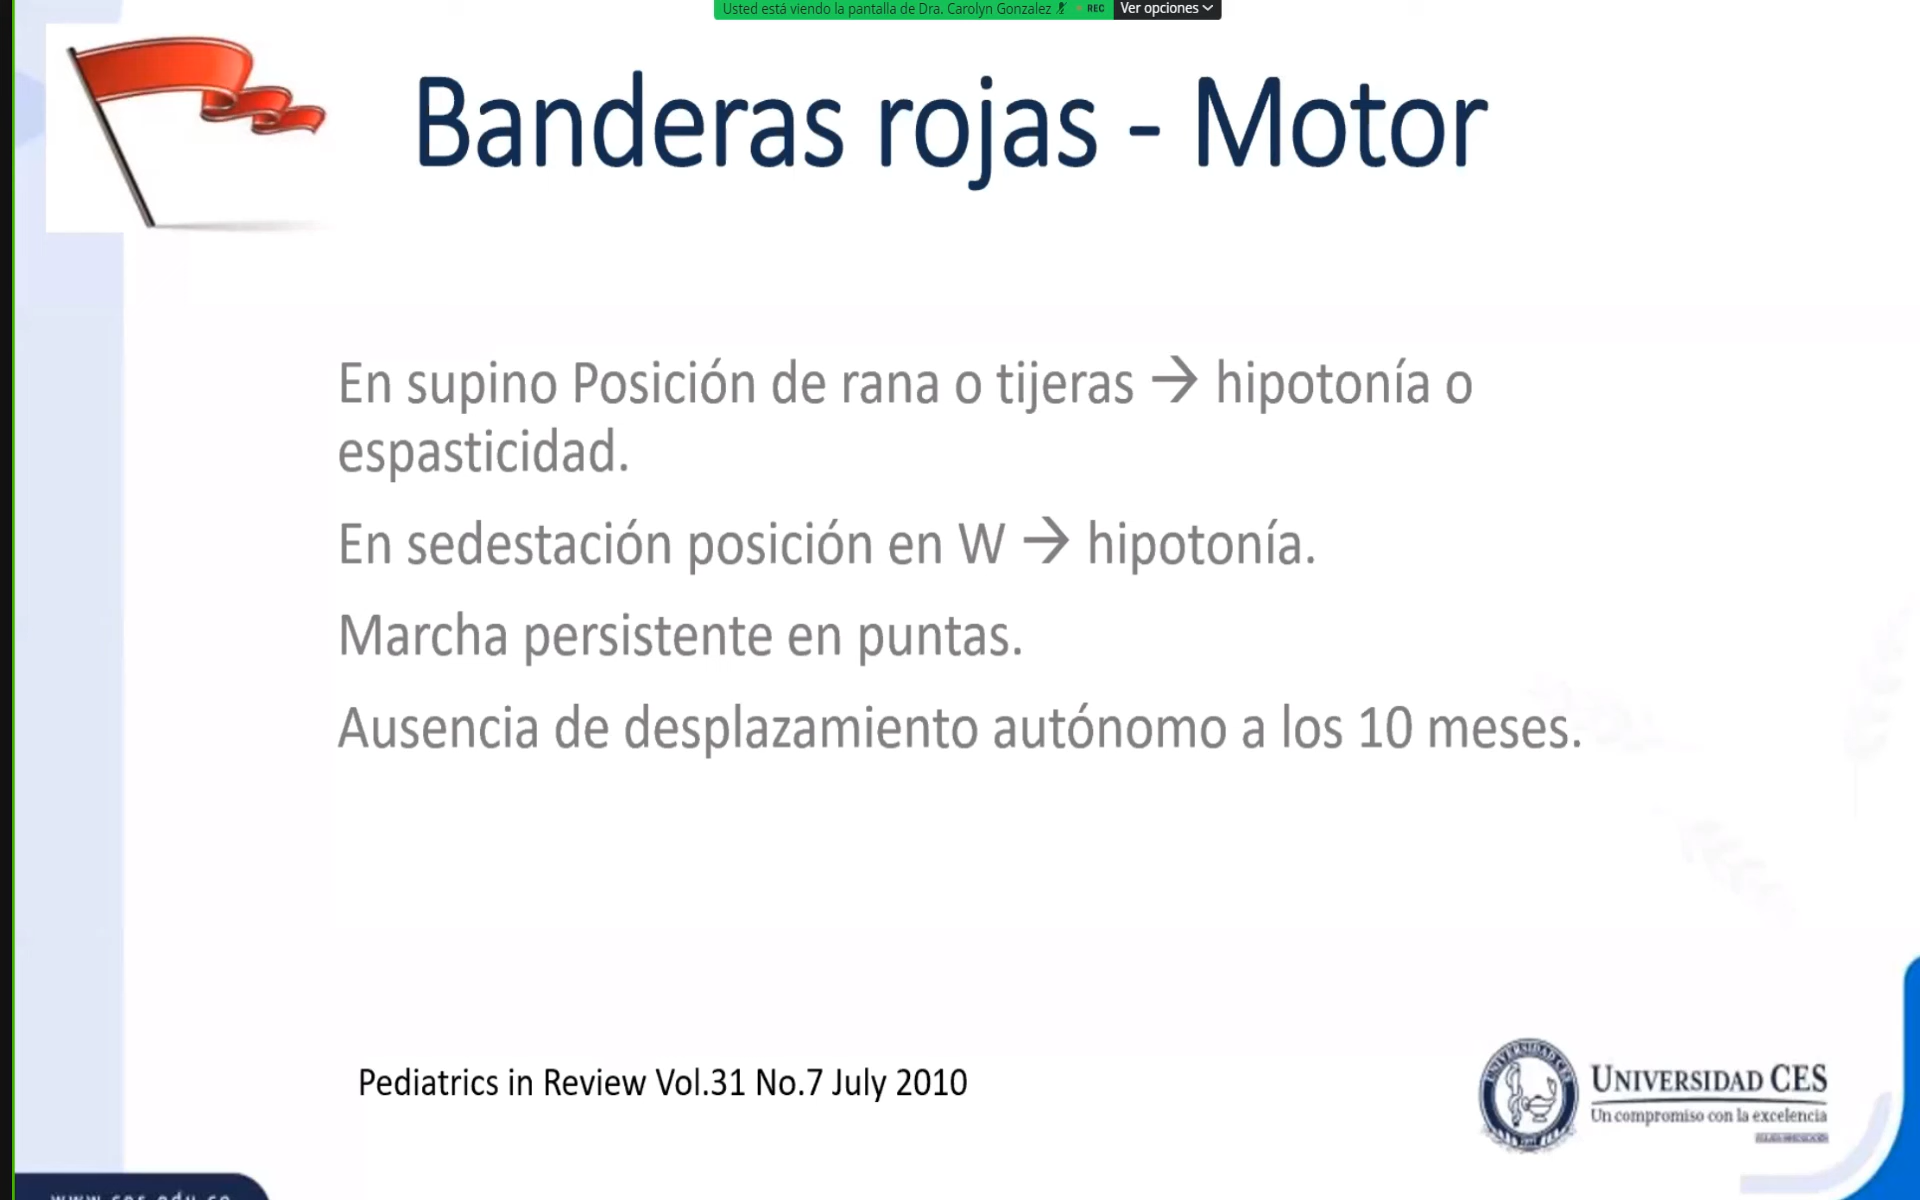 Usted está viendo la pantalla de Dra. Carolyn Gonzalez REC Ver opciones
Banderas rojas - Motor
En supino Posición de rana o tijeras → hipotonía o
espasticidad.
En sedestación posición en W → hipotonía.
Marcha persistente en puntas.
Ausencia de desplazamiento autónomo a los 10 meses.
Pediatrics in Review Vol.31 No.7 July 2010
UNIVERSIDAD CES
Un compromiso con la excelencia